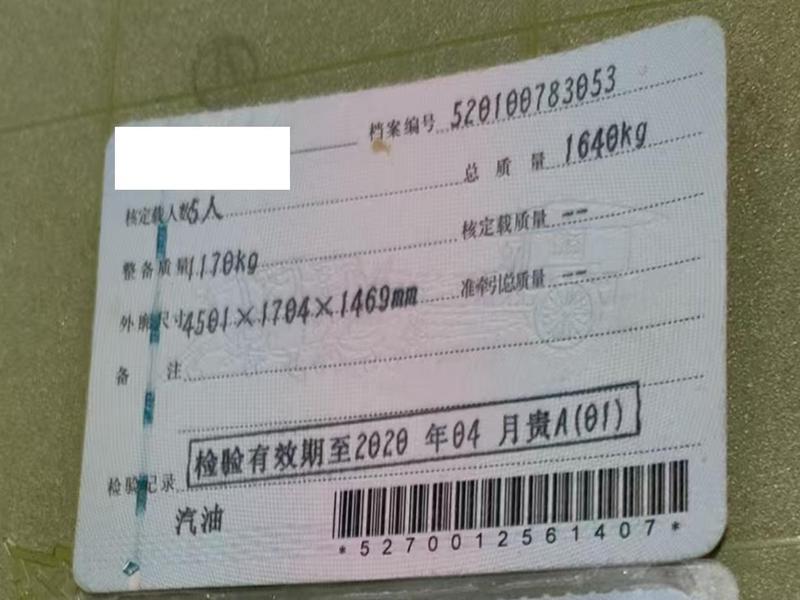 档案编号 520100783053
核定载人数 5人 总质量 1640kg
整备质量 1170kg 核定载质量 --
外廓尺寸 4501×1704×1469mm 准牵引总质量 --
备注
检验有效期至2020 年04 月贵A(01)
检验记录
汽油
*5270012561407*